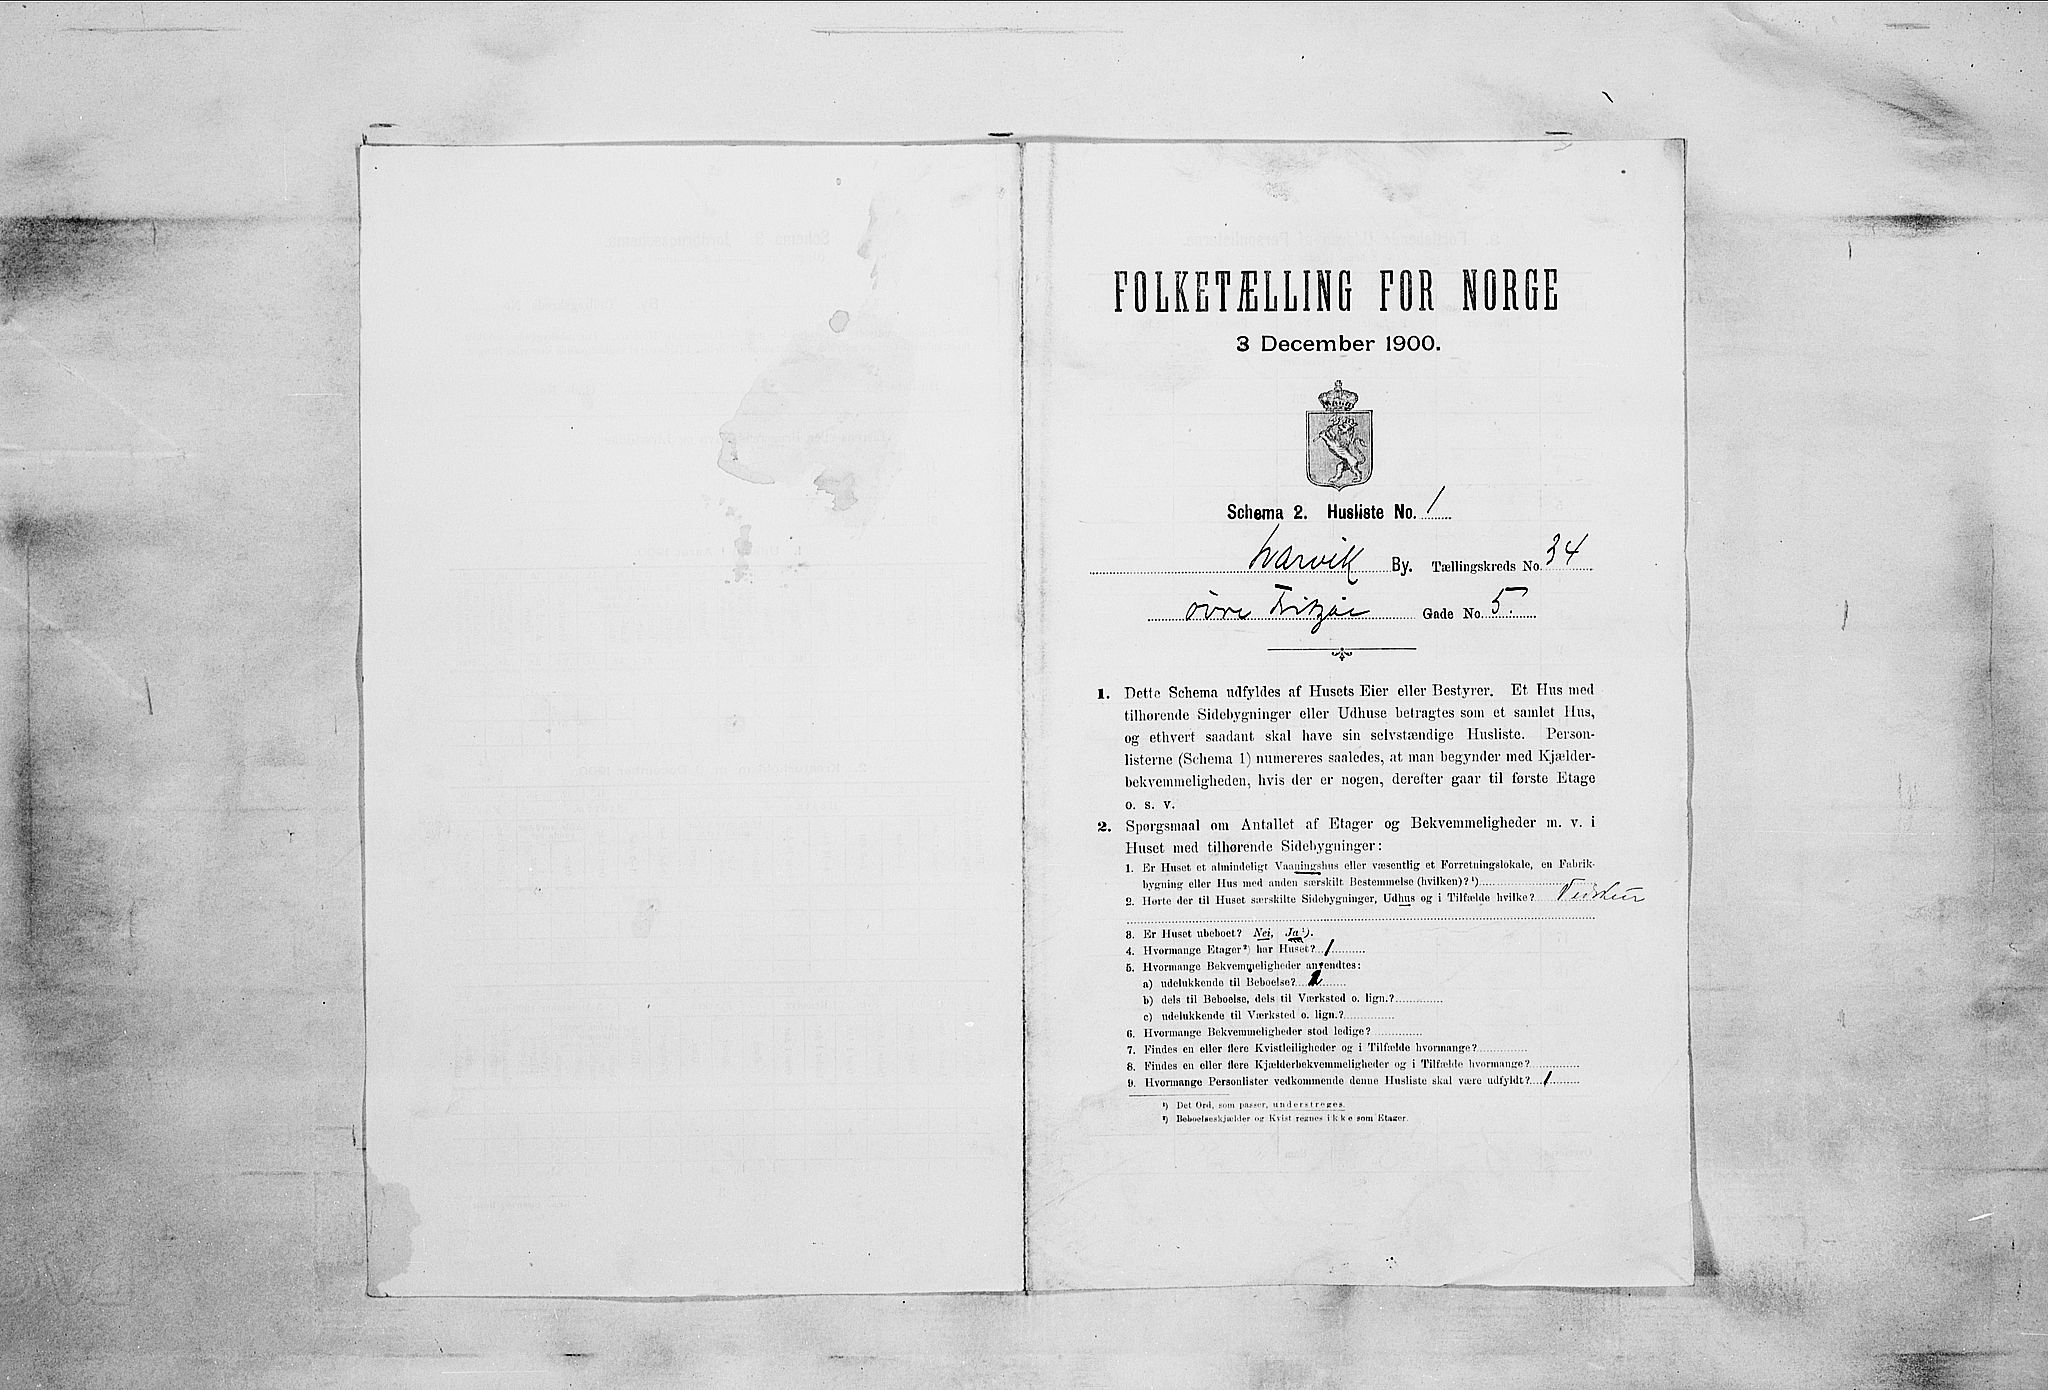 FOLKETÆLLING FOR NORGE
3 December 1900.
Schema 2. Husliste No. 1
Larvik By. Tællingskreds No. 34
øvre Fritzøe Gade No. 5.
1. Dette Schema udfyldes af Husets Eier eller Bestyrer. Et Hus med
tilhørende Sidebygninger eller Udhuse betragtes som et samlet Hus,
og ethvert saadant skal have sin selvstændige Husliste. Person-
listerne (Schema 1) numereres saaledes, at man begynder med Kjælder-
bekvemmeligheden, hvis der er nogen, derefter gaar til første Etage
o. s. v.
2. Spørgsmaal om Antallet af Etager og Bekvemmeligheder m. v. i
Huset med tilhørende Sidebygninger:
1. Er Huset et almindeligt Vaaningshus eller væsentlig et Forretningslokale, en Fabrik-
bygning eller Hus med anden særskilt Bestemmelse (hvilken)? ¹)
2. Hørte der til Huset særskilte Sidebygninger, Udhus og i Tilfælde hvilke?
3. Er Huset ubeboet? Nei, Ja ¹).
4. Hvormange Etager ²) har Huset? 1
5. Hvormange Bekvemmeligheder anvendtes:
a) udelukkende til Beboelse?
b) dels til Beboelse, dels til Værksted o. lign.?
c) udelukkende til Værksted o. lign.?
6. Hvormange Bekvemmeligheder stod ledige?
7. Findes en eller flere Kvistleiligheder og i Tilfælde hvormange?
8. Findes en eller flere Kjælderbekvemmeligheder og i Tilfælde hvormange?
9. Hvormange Personlister vedkommende denne Husliste skal være udfyldt? 1
¹) Det Ord, som passer, understreges.
²) Beboelseskjælder og Kvist regnes ikke som Etager.